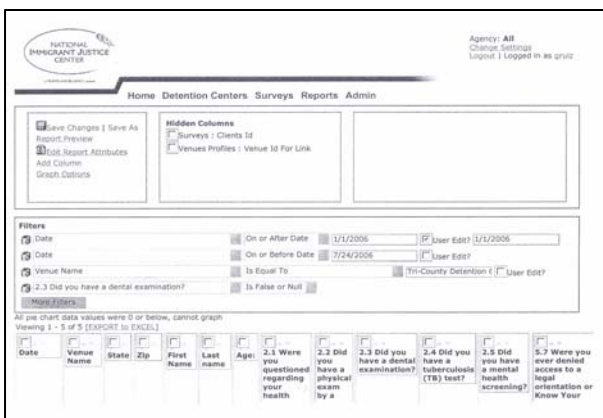 NATIONAL
IMMIGRANT JUSTICE
CENTER
Agency: All
Change Settings
Logout | Logged in as gruiz
Home Detention Centers Surveys Reports Admin
Save Changes | Save As
Report Preview
Edit Report Attributes
Add Column
Graph Options
Hidden Columns
Surveys : Clients Id
Venues Profiles : Venue Id For Link
Filters
Date On or After Date 1/1/2006 User Edit? 1/1/2006
Date On or Before Date 7/24/2006 User Edit?
Venue Name Is Equal To Tri-County Detention User Edit?
2.3 Did you have a dental examination? Is False or Null
More Filters
All pie chart data values were 0 or below, cannot graph
Viewing 1 - 5 of 5 [EXPORT to EXCEL]
Date
Venue
Name
State
Zip
First
Name
Last
name
Age:
2.1 Were
you
questioned
regarding
your
health
2.2 Did
you
have a
physical
exam
by a
2.3 Did you
have a dental
examination?
2.4 Did you
have a
tuberculosis
(TB) test?
2.5 Did
you have
a mental
health
screening?
5.7 Were you
ever denied
access to a
legal
orientation or
Know Your